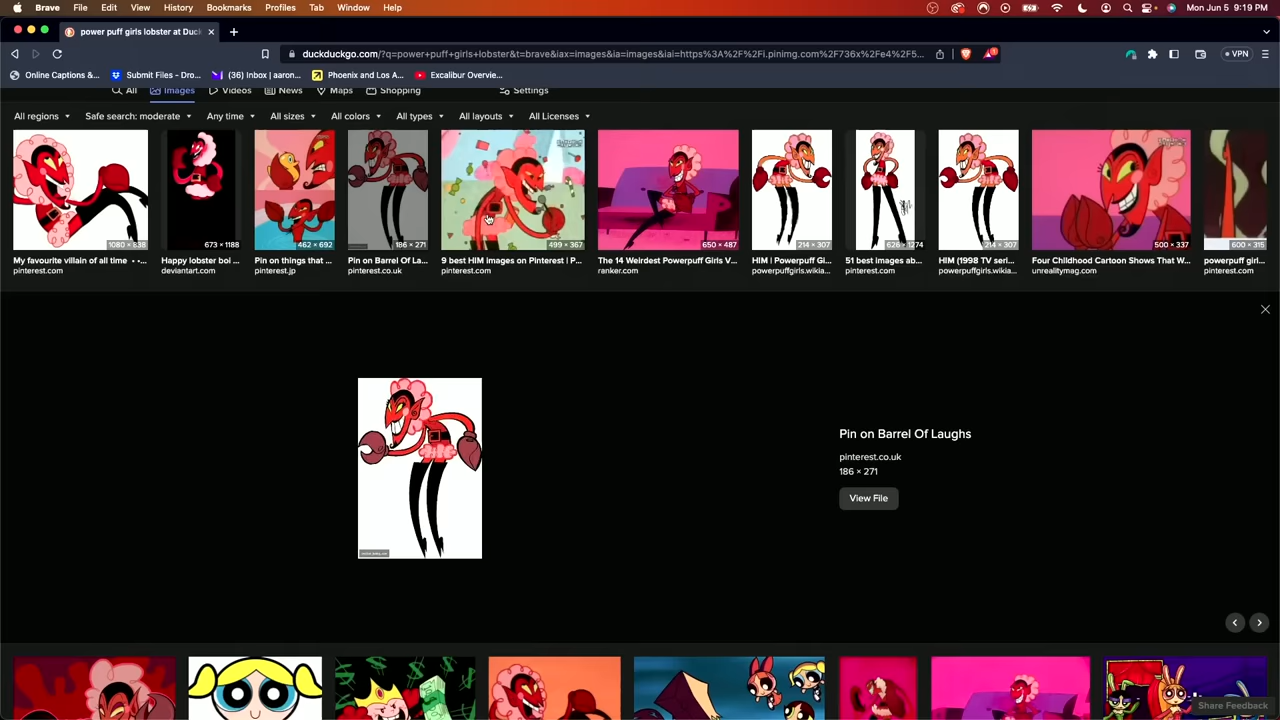 Brave File Edit View History Bookmarks Profiles Tab Window Help Mon Jun 5 9:19 PM
power puff girls lobster at Duck
duckduckgo.com/?q=power+puff+girls+lobster&t=brave&iax=images&ia=images&iai=https%3A%2F%2Fi.pinimg.com%2F736x%2Fe4%2F5... VPN
Online Captions &... Submit Files - Dro... (36) Inbox | aaron... Phoenix and Los A... Excalibur Overvie...
All Images Videos News Maps Shopping Settings
All regions Safe search: moderate Any time All sizes All colors All types All layouts All Licenses
1080 × 838 673 × 1188 462 × 692 186 × 271 499 × 367 650 × 487 214 × 307 628 × 1274 214 × 307 500 × 337 600 × 315
My favourite villain of all time • •... Happy lobster boi ... Pin on things that ... Pin on Barrel Of La... 9 best HIM images on Pinterest | P... The 14 Weirdest Powerpuff Girls V... HIM | Powerpuff Gi... 51 best images ab... HIM (1998 TV seri... Four Childhood Cartoon Shows That W... powerpuff girl...
pinterest.com deviantart.com pinterest.jp pinterest.co.uk pinterest.com ranker.com powerpuffgirls.wikia... pinterest.com powerpuffgirls.wikia... unrealitymag.com pinterest.com
Pin on Barrel Of Laughs
pinterest.co.uk
186 × 271
View File
Share Feedback